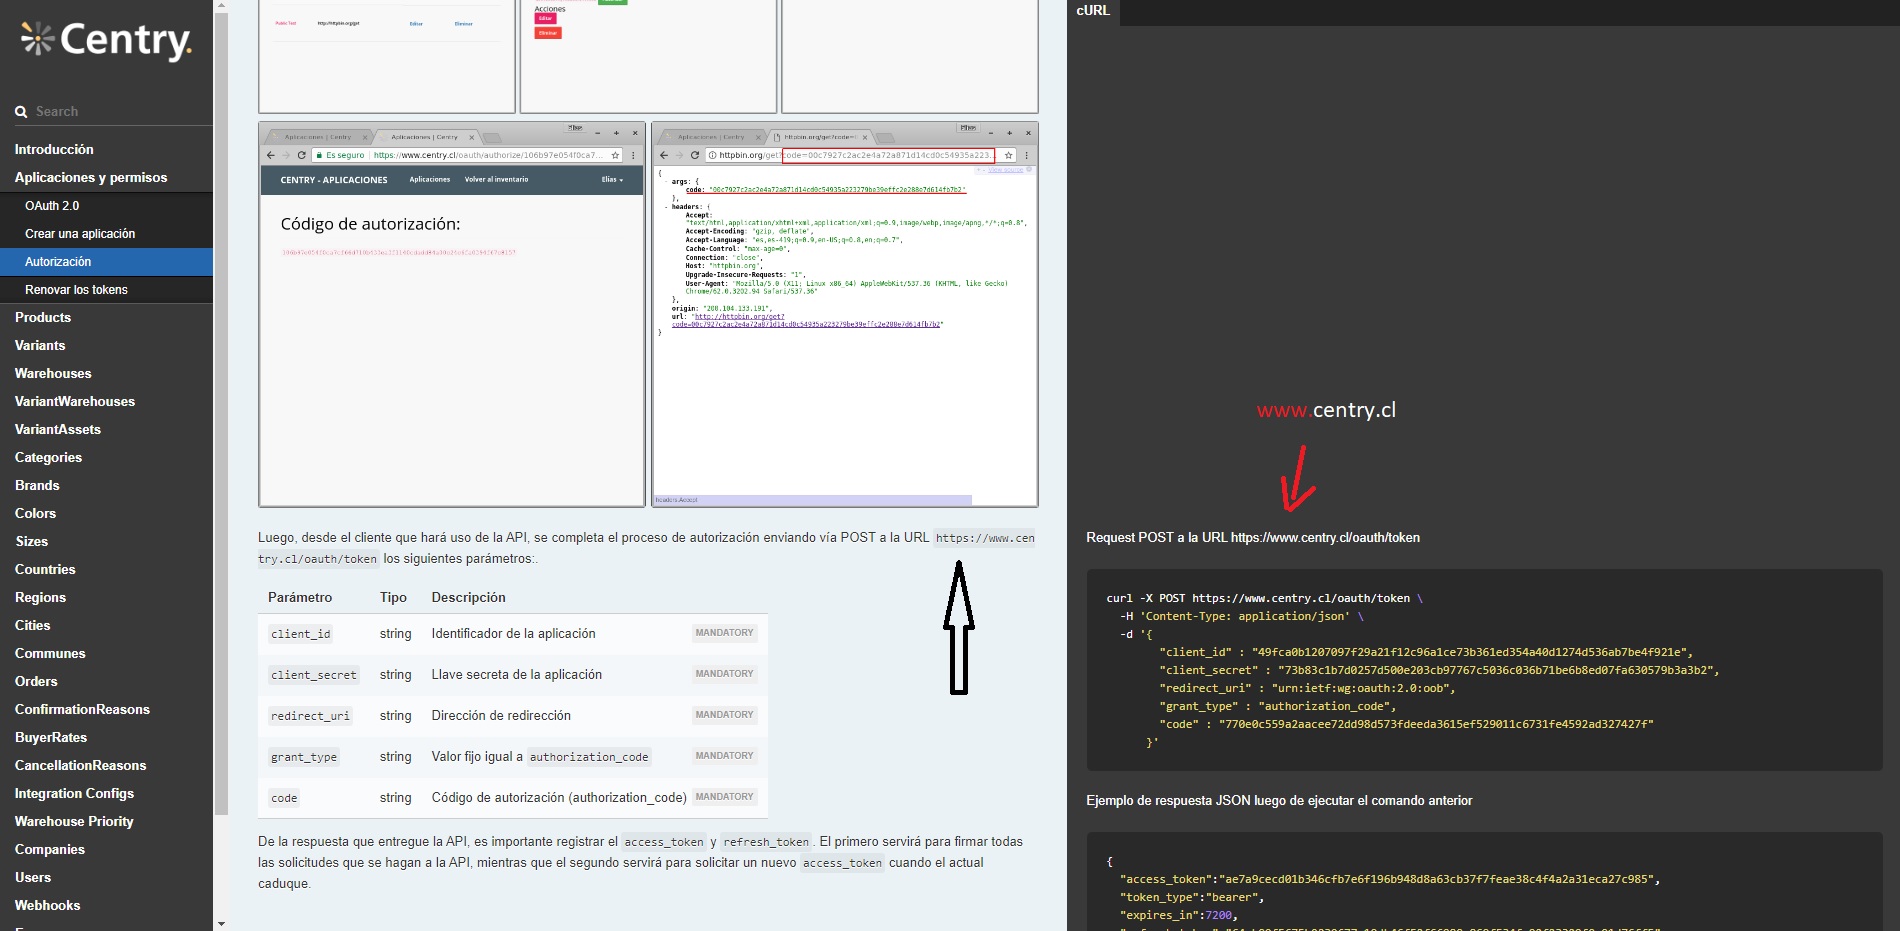 Centry.
Search
Introducción
Aplicaciones y permisos
OAuth 2.0
Crear una aplicación
Autorización
Renovar los tokens
Products
Variants
Warehouses
VariantWarehouses
VariantAssets
Categories
Brands
Colors
Sizes
Countries
Regions
Cities
Communes
Orders
ConfirmationReasons
BuyerRates
CancellationReasons
Integration Configs
Warehouse Priority
Companies
Users
Webhooks
Public Test http://httpbin.org/get Editar Eliminar
Acciones
Editar
Eliminar
Aplicaciones | Centry Aplicaciones | Centry
Es seguro https://www.centry.cl/oauth/authorize/106b97e054f0ca7...
CENTRY - APLICACIONES Aplicaciones Volver al inventario Elías
Código de autorización:
Aplicaciones | Centry httpbin.org/get?code=
httpbin.org/get?code=00c7927c2ac2e4a72a871d14cd0c54935a223...
view source
{
- args: {
code: "00c7927c2ac2e4a72a871d14cd0c54935a223279be39effc2e288e7d614fb7b2"
},
- headers: {
Accept:
"text/html,application/xhtml+xml,application/xml;q=0.9,image/webp,image/apng,*/*;q=0.8",
Accept-Encoding: "gzip, deflate",
Accept-Language: "es,es-419;q=0.9,en-US;q=0.8,en;q=0.7",
Cache-Control: "max-age=0",
Connection: "close",
Host: "httpbin.org",
Upgrade-Insecure-Requests: "1",
User-Agent: "Mozilla/5.0 (X11; Linux x86_64) AppleWebKit/537.36 (KHTML, like Gecko)
Chrome/62.0.3202.94 Safari/537.36"
},
origin: "200.104.133.191",
url: "http://httpbin.org/get?
code=00c7927c2ac2e4a72a871d14cd0c54935a223279be39effc2e288e7d614fb7b2"
}
headers.Accept
Luego, desde el cliente que hará uso de la API, se completa el proceso de autorización enviando vía POST a la URL https://www.cen
try.cl/oauth/token los siguientes parámetros:.
Parámetro Tipo Descripción
client_id string Identificador de la aplicación MANDATORY
client_secret string Llave secreta de la aplicación MANDATORY
redirect_uri string Dirección de redirección MANDATORY
grant_type string Valor fijo igual a authorization_code MANDATORY
code string Código de autorización (authorization_code) MANDATORY
De la respuesta que entregue la API, es importante registrar el access_token y refresh_token . El primero servirá para firmar todas
las solicitudes que se hagan a la API, mientras que el segundo servirá para solicitar un nuevo access_token cuando el actual
caduque.
cURL
www.centry.cl
Request POST a la URL https://www.centry.cl/oauth/token
curl -X POST https://www.centry.cl/oauth/token \
-H 'Content-Type: application/json' \
-d '{
"client_id" : "49fca0b1207097f29a21f12c96a1ce73b361ed354a40d1274d536ab7be4f921e",
"client_secret" : "73b83c1b7d0257d500e203cb97767c5036c036b71be6b8ed07fa630579b3a3b2",
"redirect_uri" : "urn:ietf:wg:oauth:2.0:oob",
"grant_type" : "authorization_code",
"code" : "770e0c559a2aacee72dd98d573fdeeda3615ef529011c6731fe4592ad327427f"
}'
Ejemplo de respuesta JSON luego de ejecutar el comando anterior
{
"access_token":"ae7a9cecd01b346cfb7e6f196b948d8a63cb37f7feae38c4f4a2a31eca27c985",
"token_type":"bearer",
"expires_in":7200,